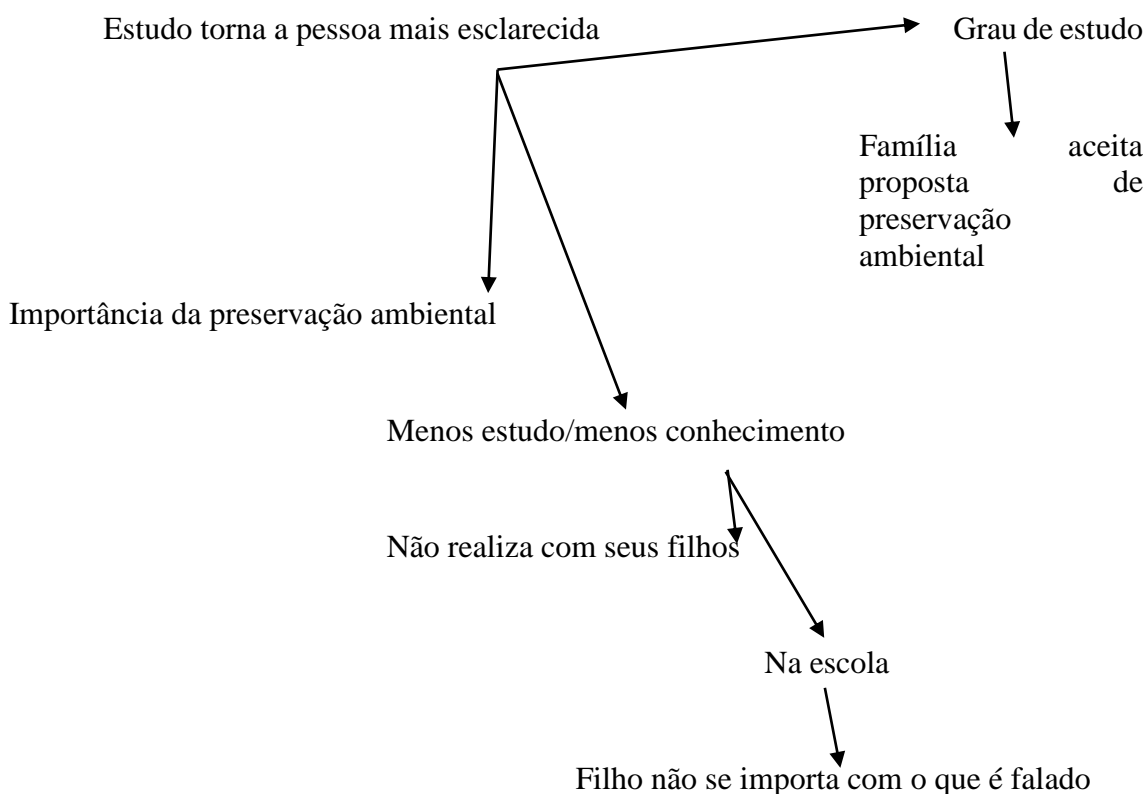 Estudo torna a pessoa mais esclarecida
Grau de estudo
Família aceita
proposta de
preservação
ambiental
Importância da preservação ambiental
Menos estudo/menos conhecimento
Não realiza com seus filhos
Na escola
Filho não se importa com o que é falado